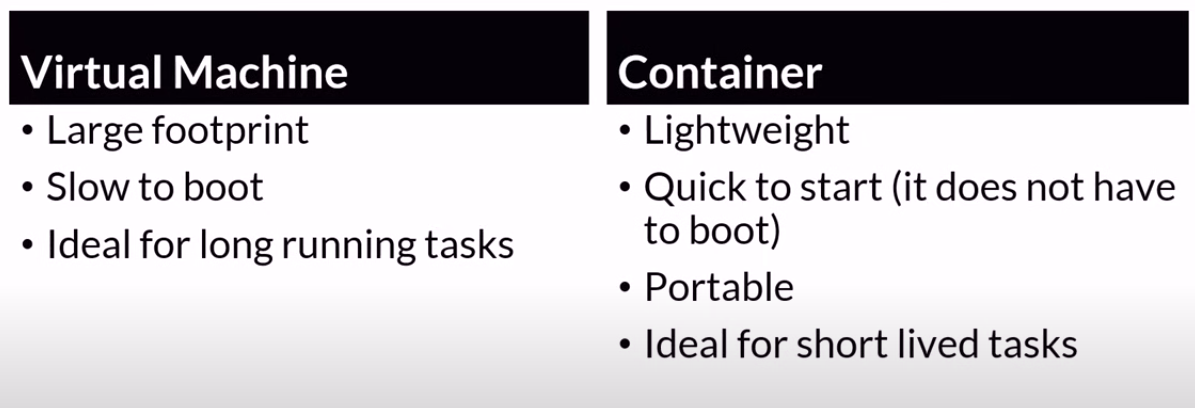 Virtual Machine
• Large footprint
• Slow to boot
• Ideal for long running tasks
Container
• Lightweight
• Quick to start (it does not have
to boot)
• Portable
• Ideal for short lived tasks